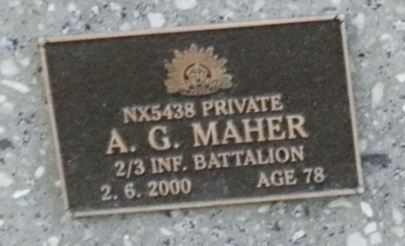 NX5438 PRIVATE
A. G. MAHER
2/3 INF. BATTALION
2. 6. 2000 AGE 78